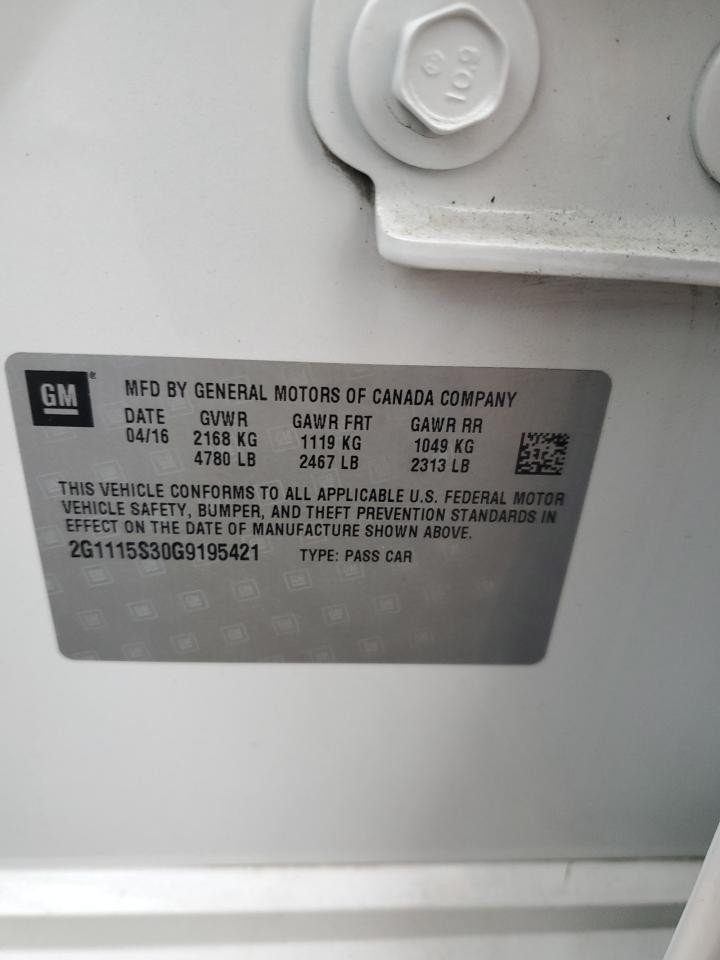 10.9
GM ®
MFD BY GENERAL MOTORS OF CANADA COMPANY
DATE GVWR GAWR FRT GAWR RR
04/16 2168 KG 1119 KG 1049 KG
4780 LB 2467 LB 2313 LB
THIS VEHICLE CONFORMS TO ALL APPLICABLE U.S. FEDERAL MOTOR
VEHICLE SAFETY, BUMPER, AND THEFT PREVENTION STANDARDS IN
EFFECT ON THE DATE OF MANUFACTURE SHOWN ABOVE.
2G1115S30G9195421 TYPE: PASS CAR